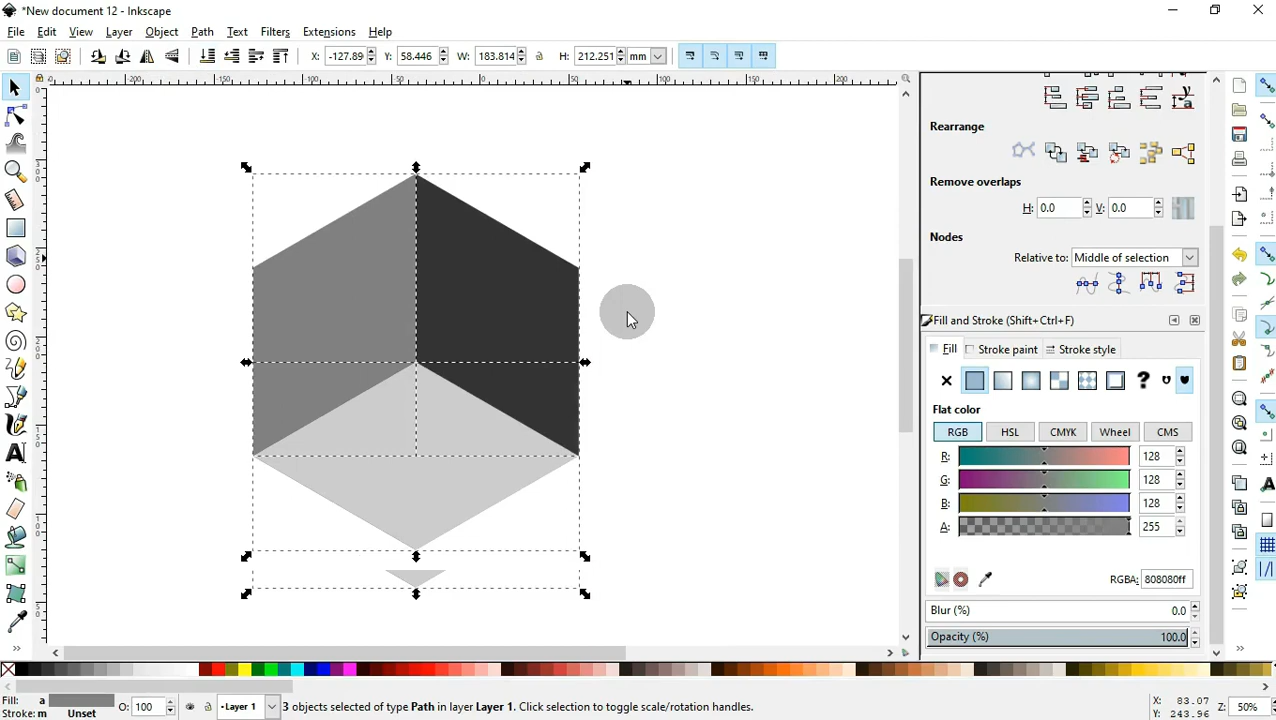 *New document 12 - Inkscape
File Edit View Layer Object Path Text Filters Extensions Help
X: -127.89 Y: 58.446 W: 183.814 H: 212.251 mm
Rearrange
Remove overlaps
H: 0.0 V: 0.0
Nodes
Relative to: Middle of selection
Fill and Stroke (Shift+Ctrl+F)
Fill Stroke paint Stroke style
Flat color
RGB HSL CMYK Wheel CMS
R: 128
G: 128
B: 128
A: 255
RGBA: 808080ff
Blur (%) 0.0
Opacity (%) 100.0
Fill: a O: 100 Layer 1 3 objects selected of type Path in layer Layer 1. Click selection to toggle scale/rotation handles. X: 83.07 Z: 50%
Stroke: m Unset Y: 243.96